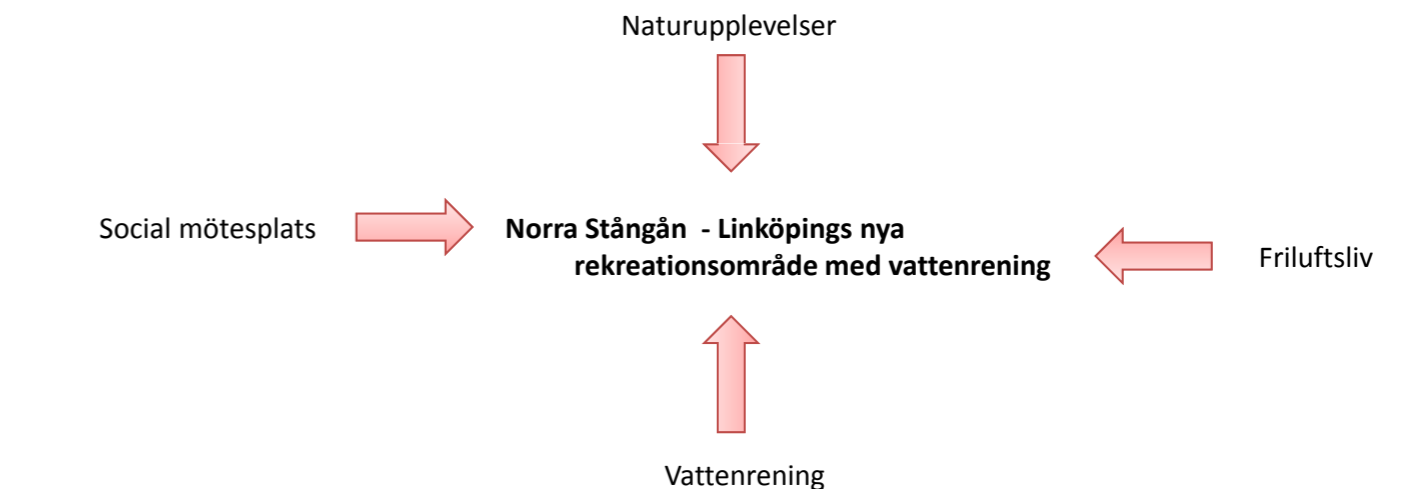 Naturupplevelser
Social mötesplats
Norra Stångån - Linköpings nya
rekreationsområde med vattenrening
Friluftsliv
Vattenrening